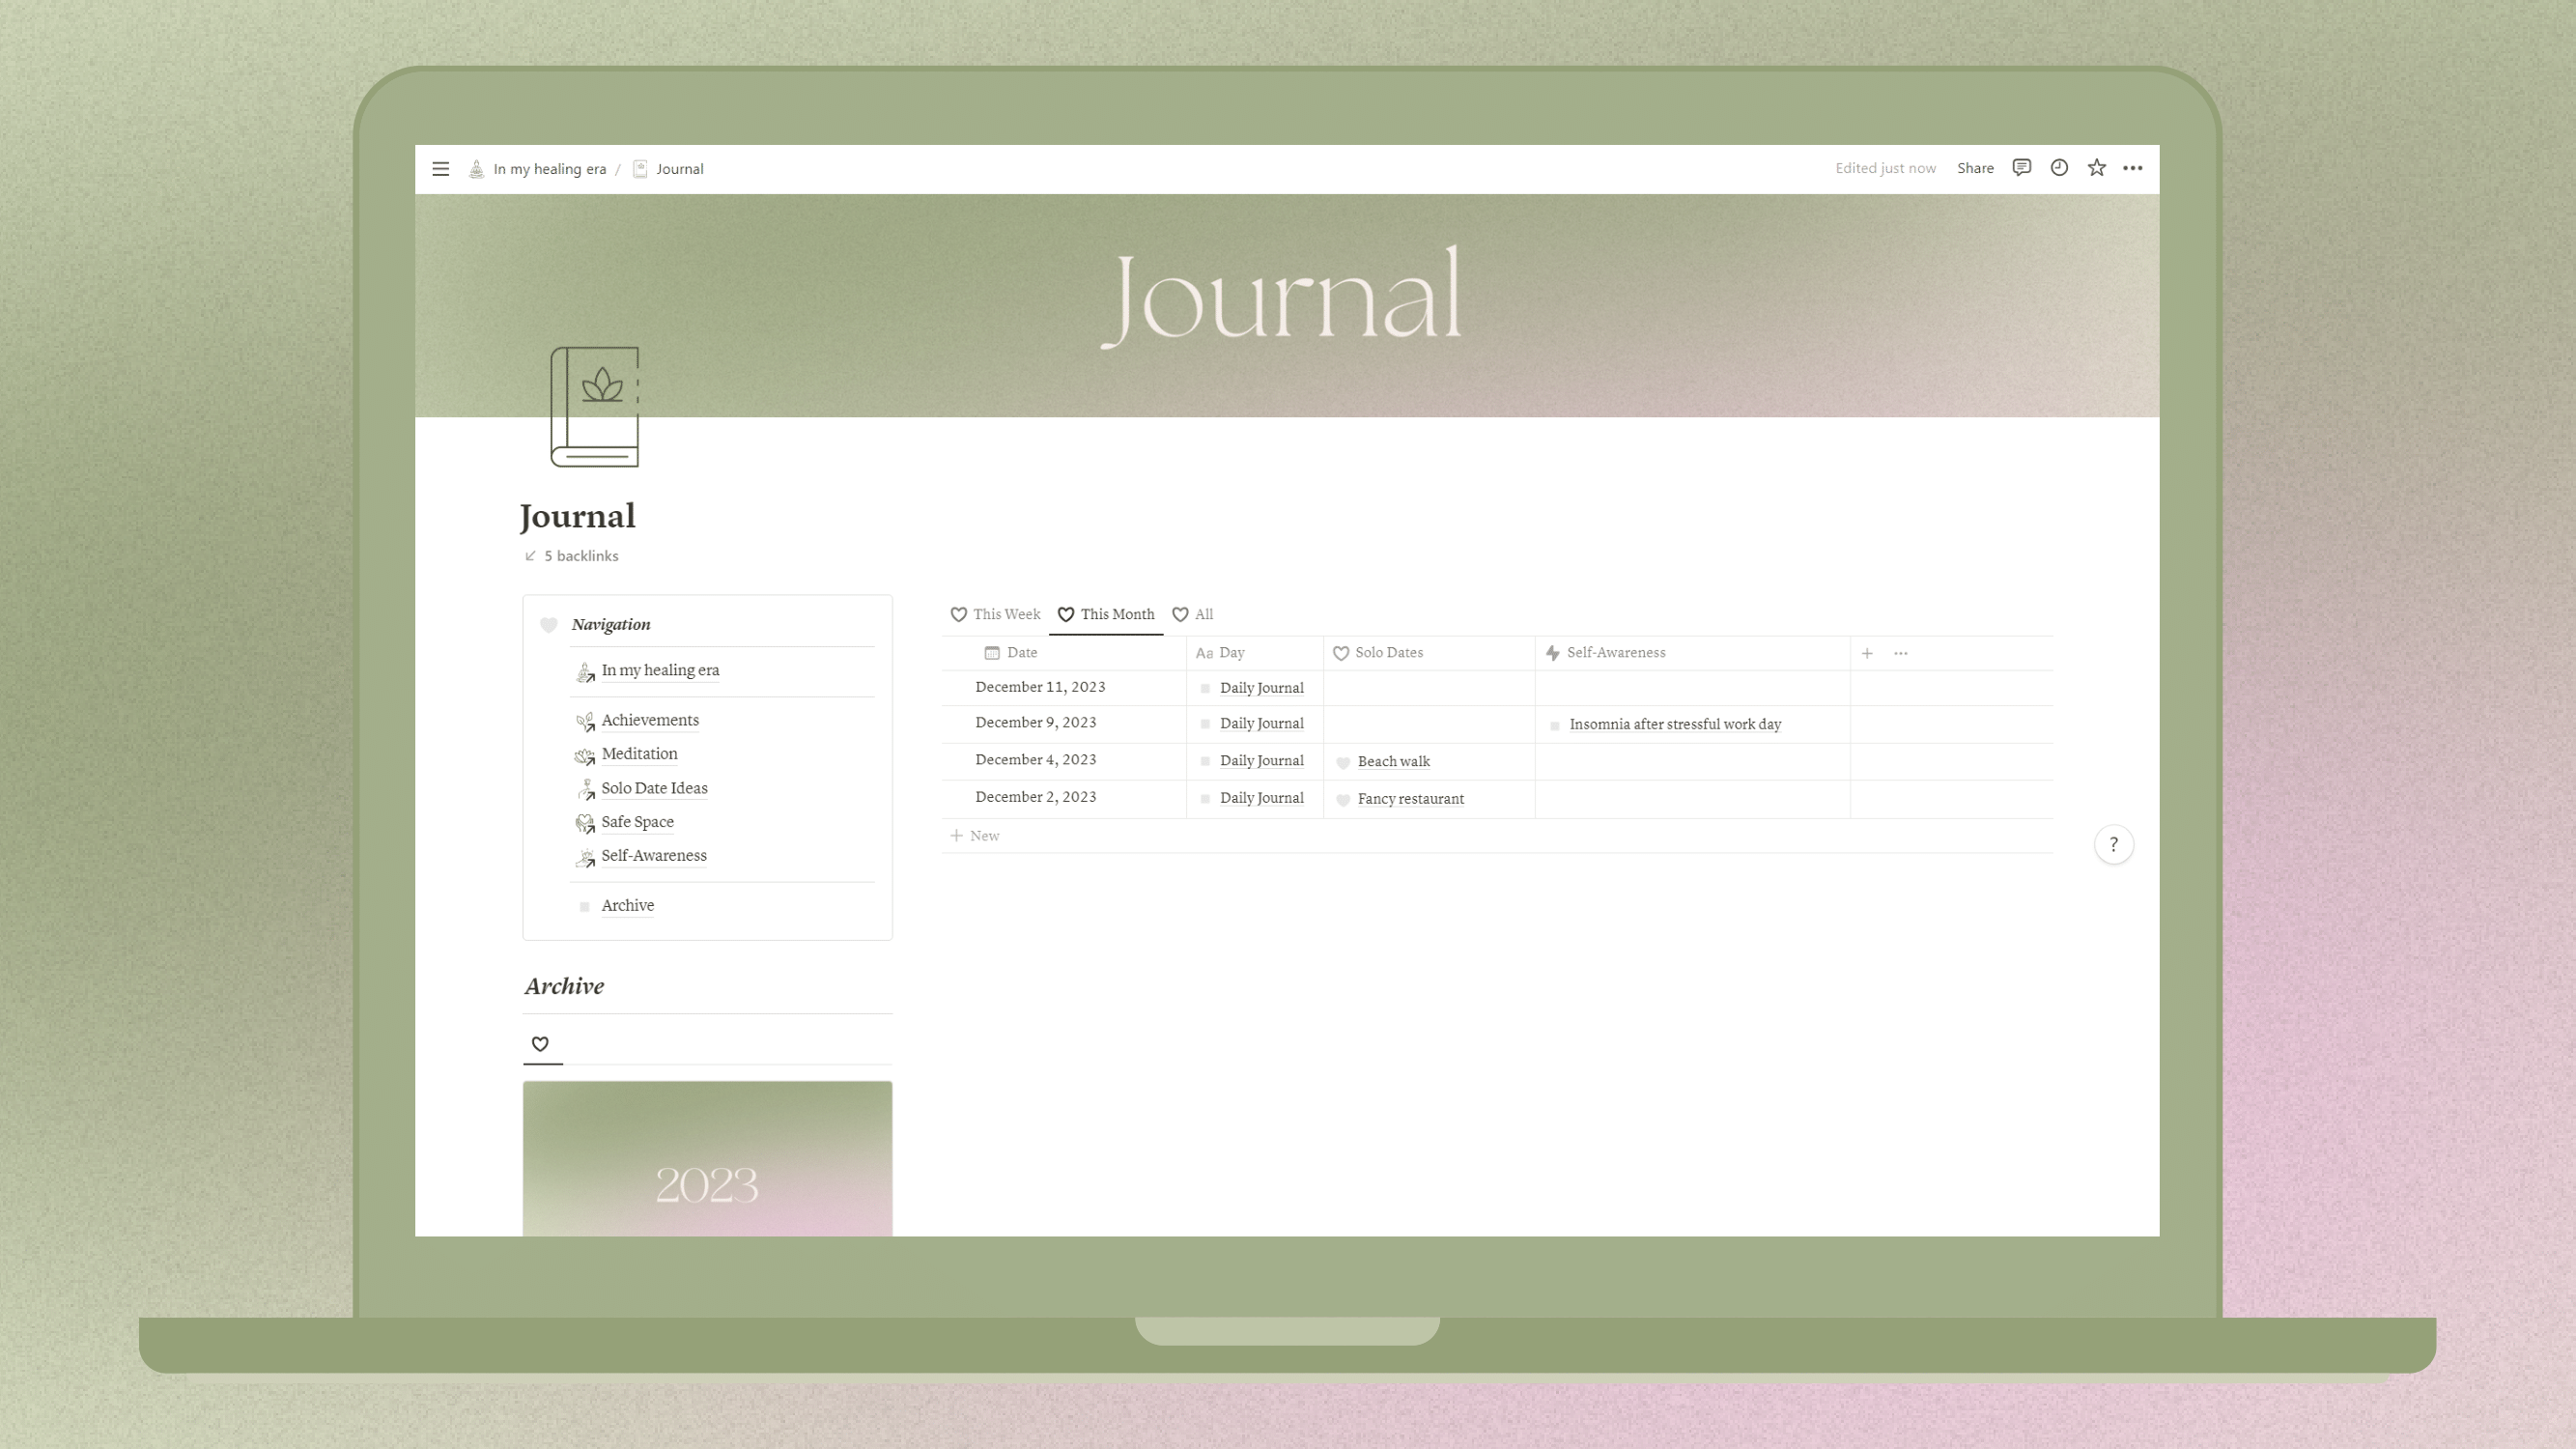 In my healing era / Journal
Edited just now Share
Journal
Journal
5 backlinks
Navigation
In my healing era
Achievements
Meditation
Solo Date Ideas
Safe Space
Self-Awareness
Archive
Archive
2023
This Week This Month All
Date Aa Day Solo Dates Self-Awareness
December 11, 2023 Daily Journal
December 9, 2023 Daily Journal Insomnia after stressful work day
December 4, 2023 Daily Journal Beach walk
December 2, 2023 Daily Journal Fancy restaurant
+ New
?